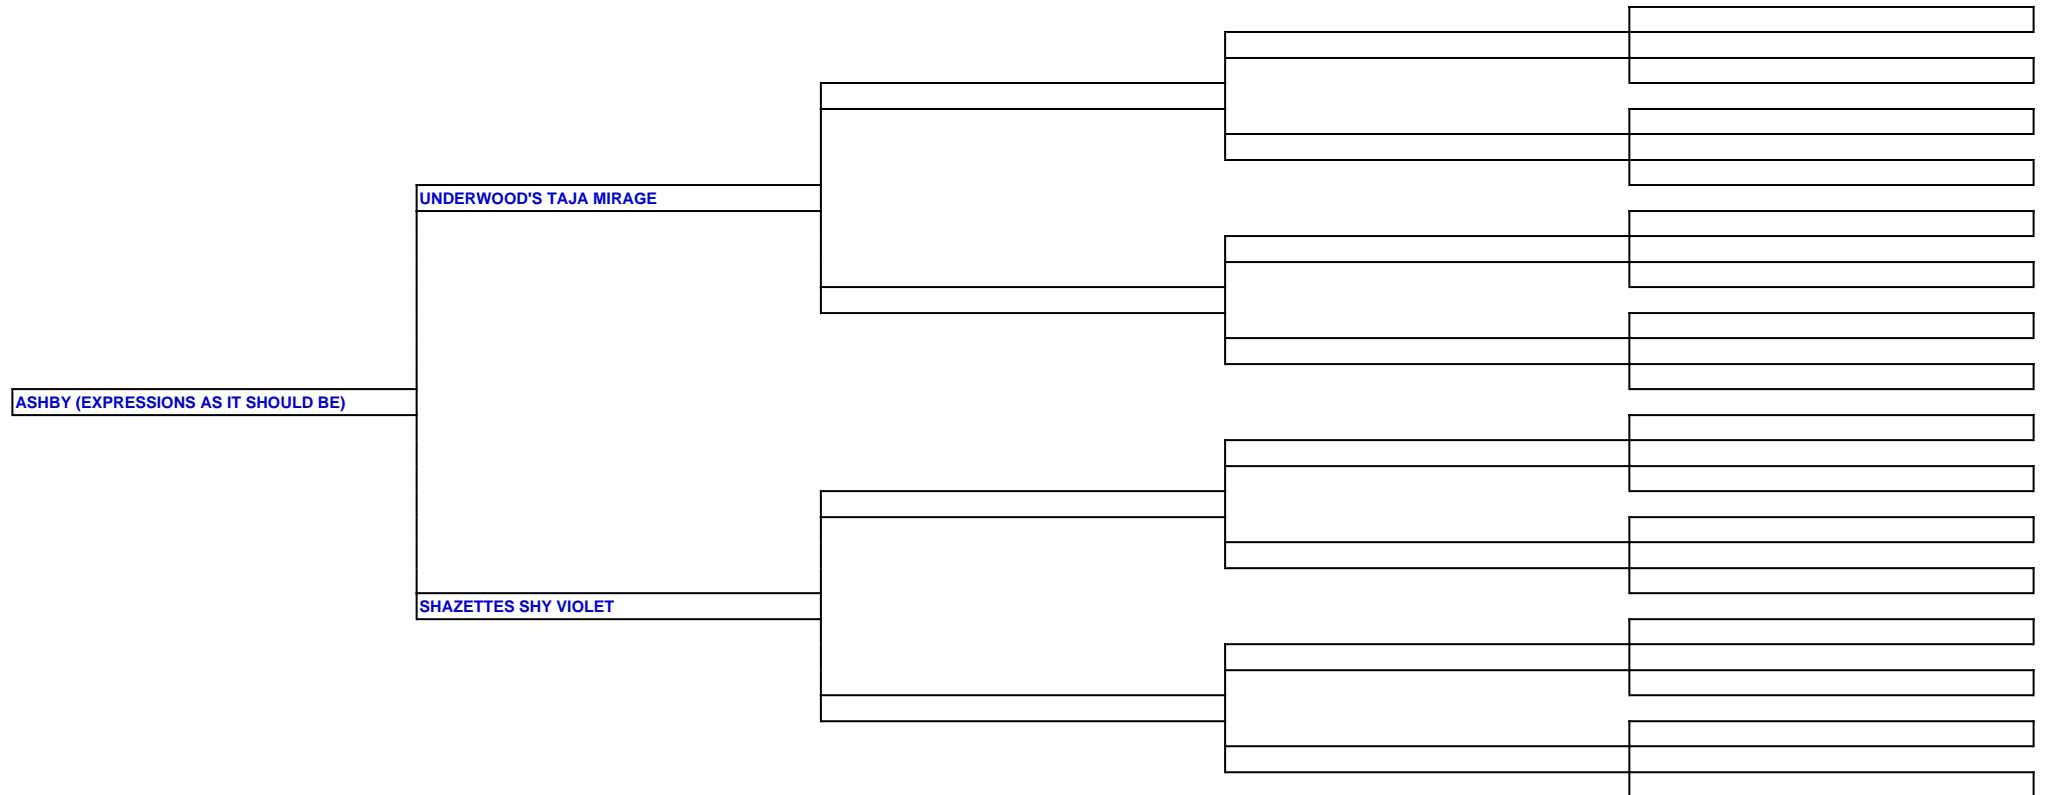 UNDERWOOD'S TAJA MIRAGE
ASHBY (EXPRESSIONS AS IT SHOULD BE)
SHAZETTES SHY VIOLET